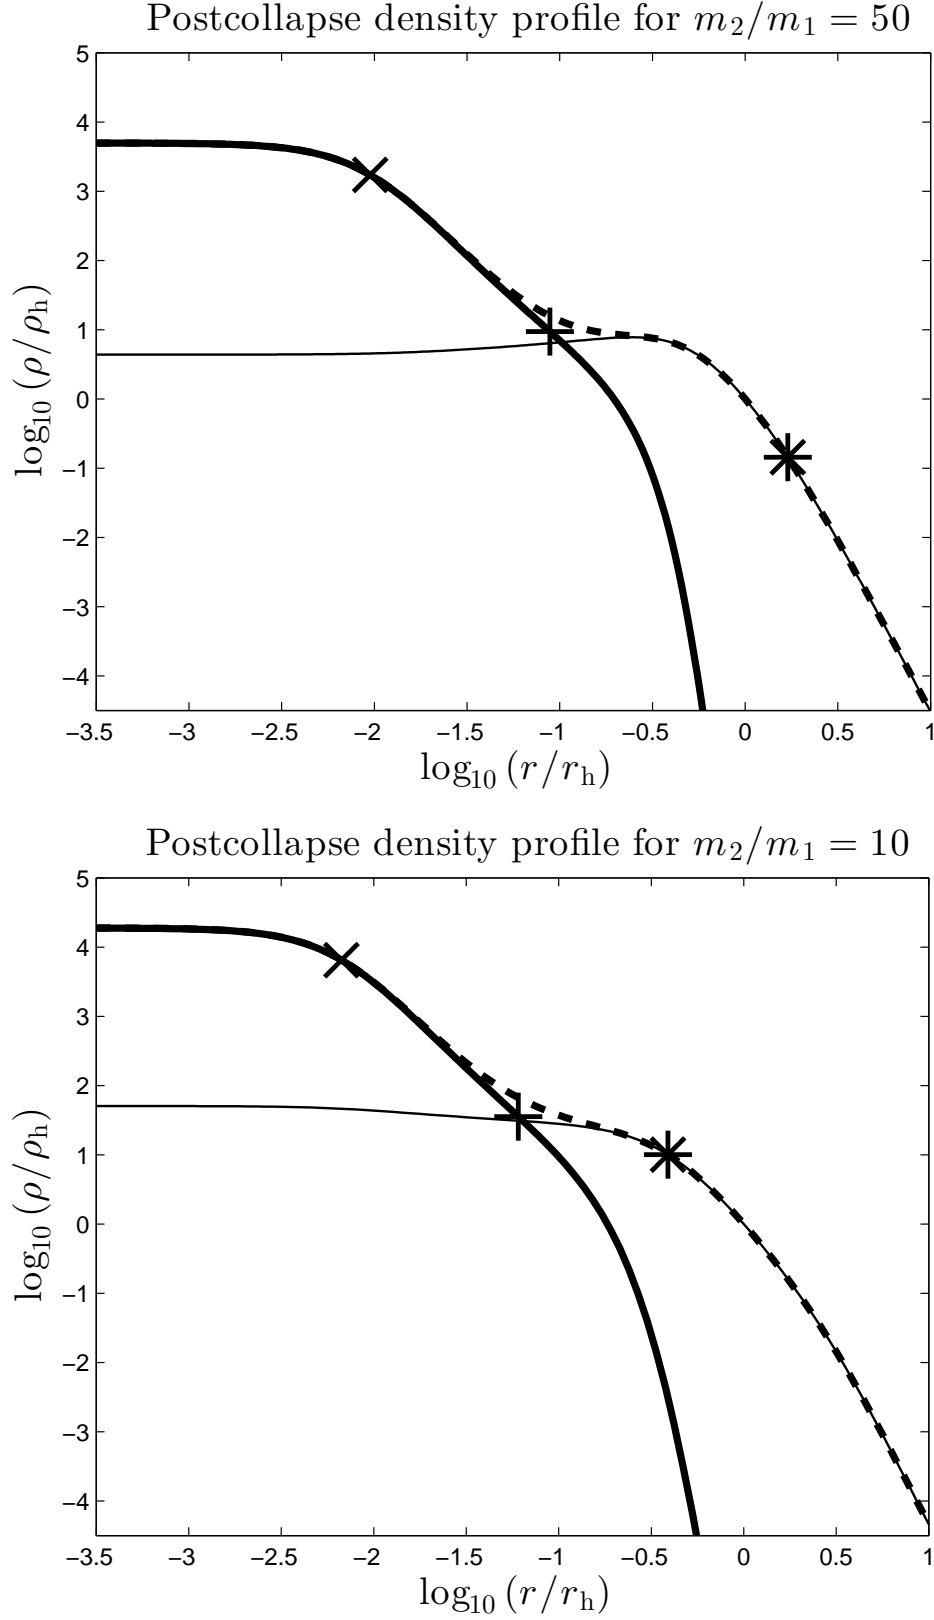 Postcollapse density profile for m₂/m₁ = 50
5
4
3
2
1
0
−1
−2
−3
−4
log₁₀ (ρ/ρₕ)
−3.5 −3 −2.5 −2 −1.5 −1 −0.5 0 0.5 1
log₁₀ (r/rₕ)
Postcollapse density profile for m₂/m₁ = 10
5
4
3
2
1
0
−1
−2
−3
−4
log₁₀ (ρ/ρₕ)
−3.5 −3 −2.5 −2 −1.5 −1 −0.5 0 0.5 1
log₁₀ (r/rₕ)